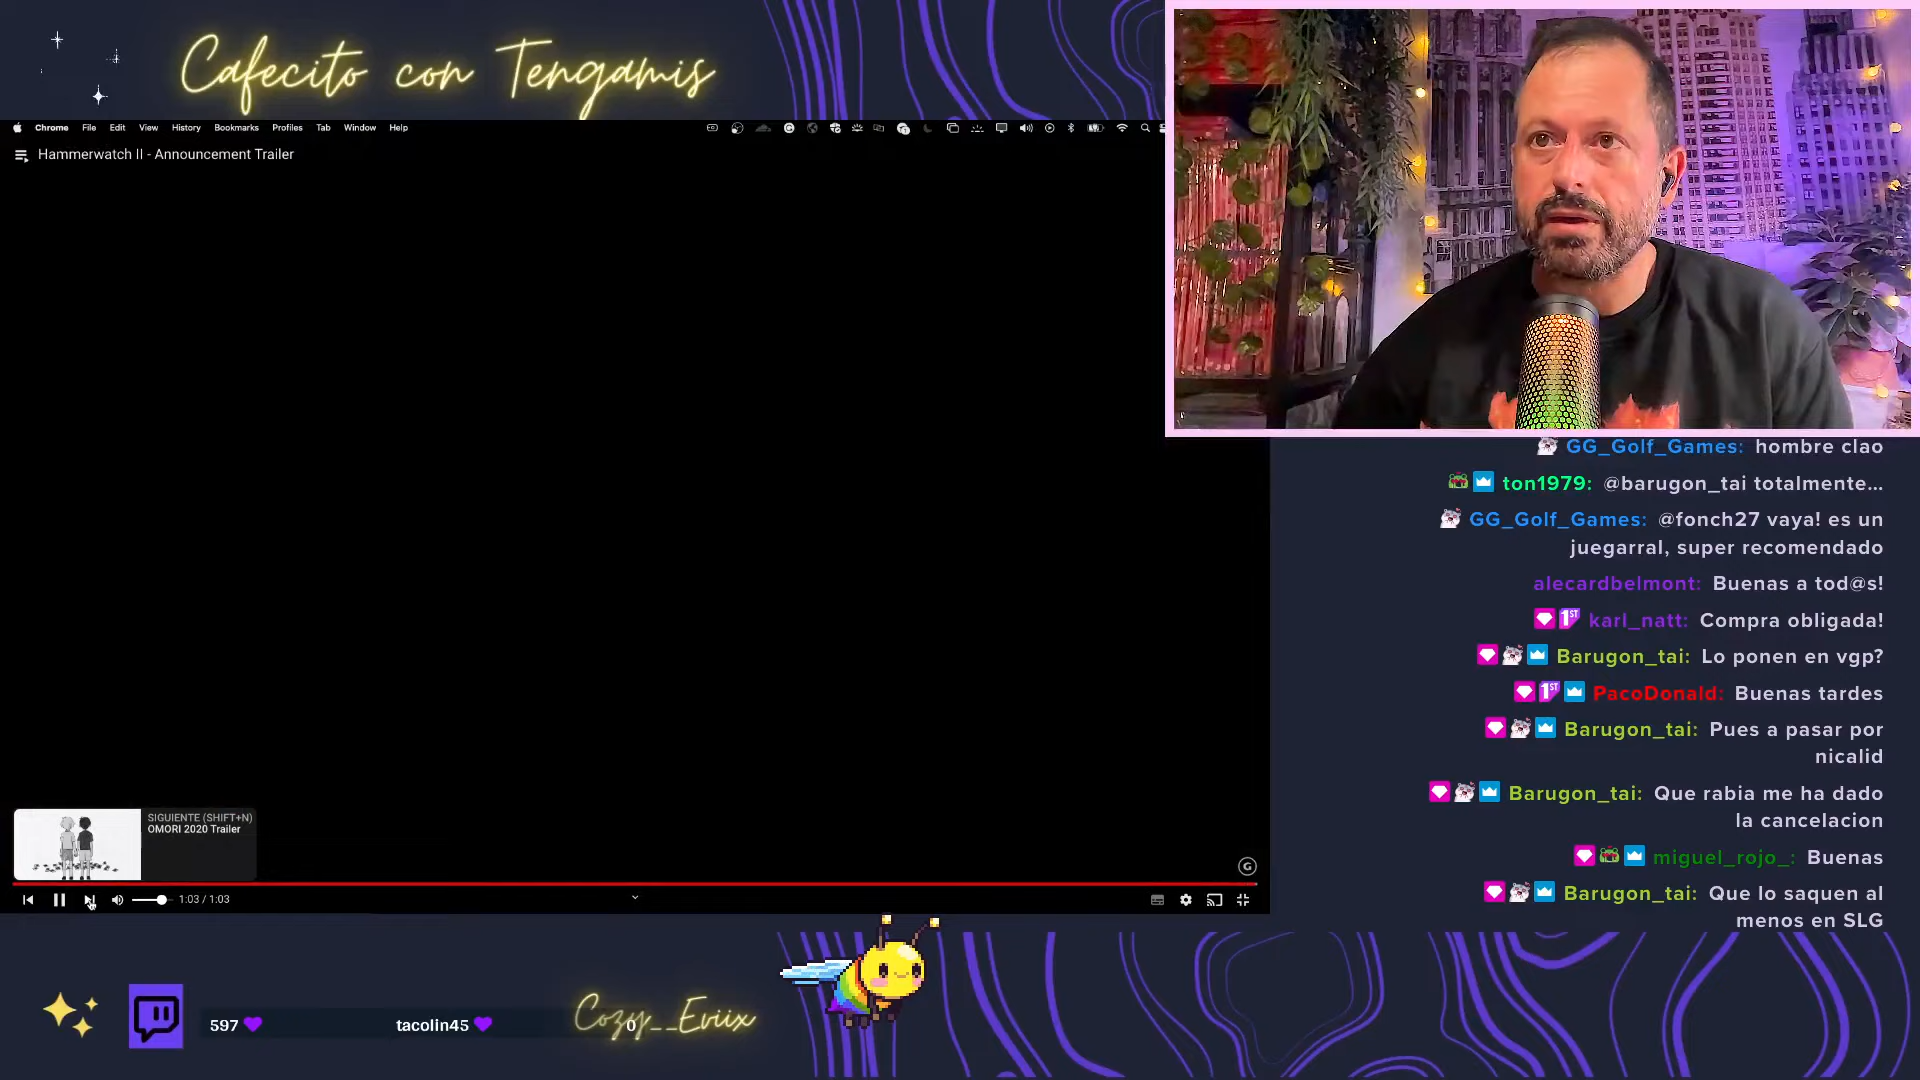 Cafecito con Tengamis
Chrome File Edit View History Bookmarks Profiles Tab Window Help
Hammerwatch II - Announcement Trailer
GG_Golf_Games: hombre clao
ton1979: @barugon_tai totalmente...
GG_Golf_Games: @fonch27 vaya! es un
juegarral, super recomendado
alecardbelmont: Buenas a tod@s!
1ST karl_natt: Compra obligada!
Barugon_tai: Lo ponen en vgp?
1ST PacoDonald: Buenas tardes
Barugon_tai: Pues a pasar por
nicalid
Barugon_tai: Que rabia me ha dado
la cancelacion
miguel_rojo_: Buenas
Barugon_tai: Que lo saquen al
menos en SLG
SIGUIENTE (SHIFT+N)
OMORI 2020 Trailer
1:03 / 1:03
597
tacolin45
Cozy__Eviix
0